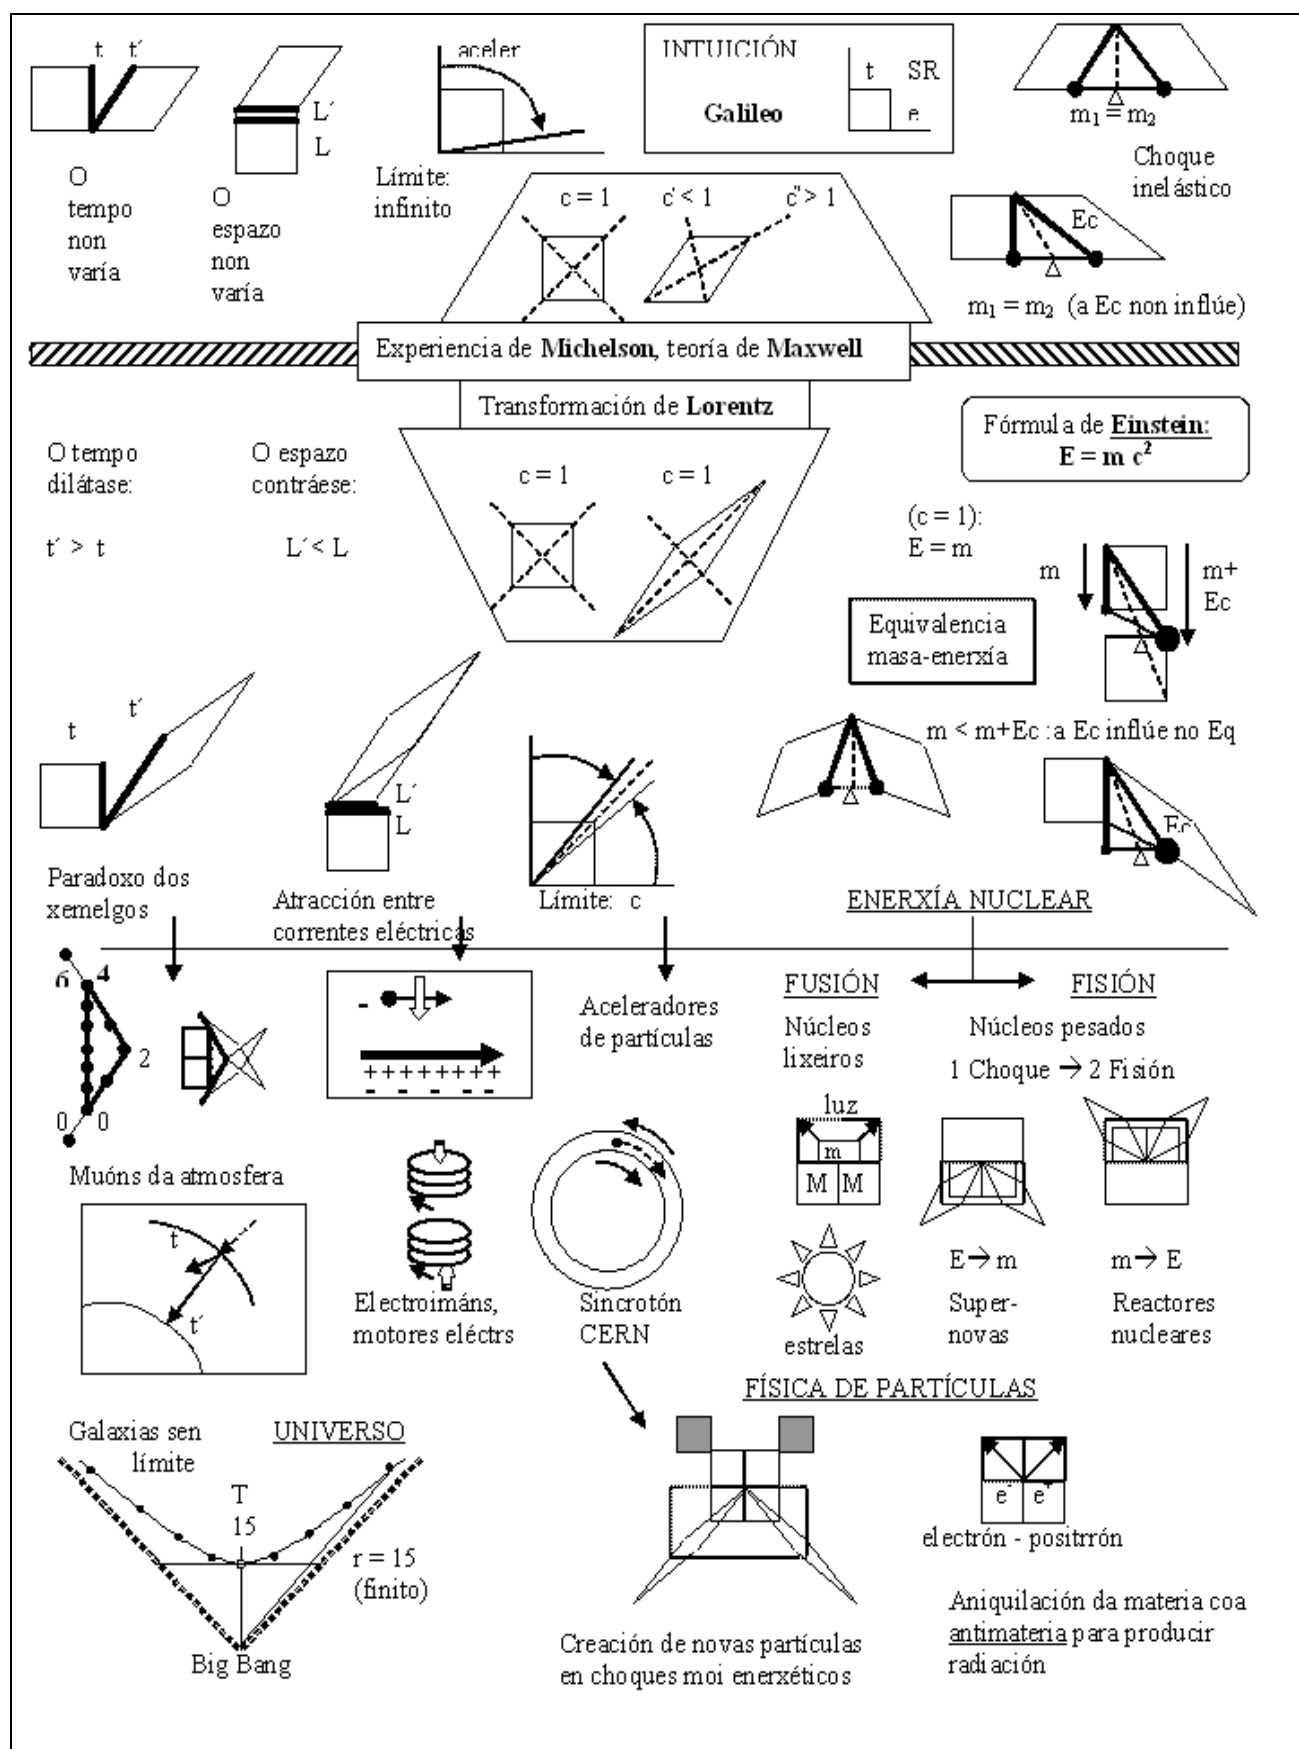 t t´
L´
L
aceler
INTUICIÓN
Galileo
t SR
e
m₁ = m₂
Choque
inelástico
O
tempo
non
varía
O
espazo
non
varía
Límite:
infinito
c = 1
c' < 1
c" > 1
Ec
m₁ = m₂ (a Ec non inflúe)
Experiencia de Michelson, teoría de Maxwell
Transformación de Lorentz
O tempo
dilátase:
t´ > t
O espazo
contráese:
L´< L
c = 1
c = 1
Fórmula de Einstein:
E = m c²
(c = 1):
E = m
m
m+
Ec
Equivalencia
masa-enerxía
m < m+Ec :a Ec inflúe no Eq
t
t´
L´
L
Ec
Paradoxo dos
xemelgos
Atracción entre
correntes eléctricas
Límite: c
ENERXÍA NUCLEAR
6 4
2
0 0
-
+ + + + + + + +
- - - - - -
Aceleradores
de partículas
FUSIÓN
FISIÓN
Núcleos
lixeiros
Núcleos pesados
1 Choque → 2 Fisión
luz
m
M M
Muóns da atmosfera
t
t´
Electroimáns,
motores eléctrs
Sincrotón
CERN
estrelas
E → m
Super-
novas
m → E
Reactores
nucleares
FÍSICA DE PARTÍCULAS
Galaxias sen
límite
UNIVERSO
T
15
r = 15
(finito)
Big Bang
Creación de novas partículas
en choques moi enerxéticos
e⁻ e⁺
electrón - positrrón
Aniquilación da materia coa
antimateria para producir
radiación